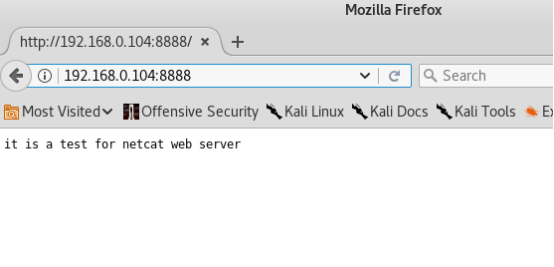 Mozilla Firefox
http://192.168.0.104:8888/ × +
192.168.0.104:8888 Search
Most Visited Offensive Security Kali Linux Kali Docs Kali Tools
it is a test for netcat web server